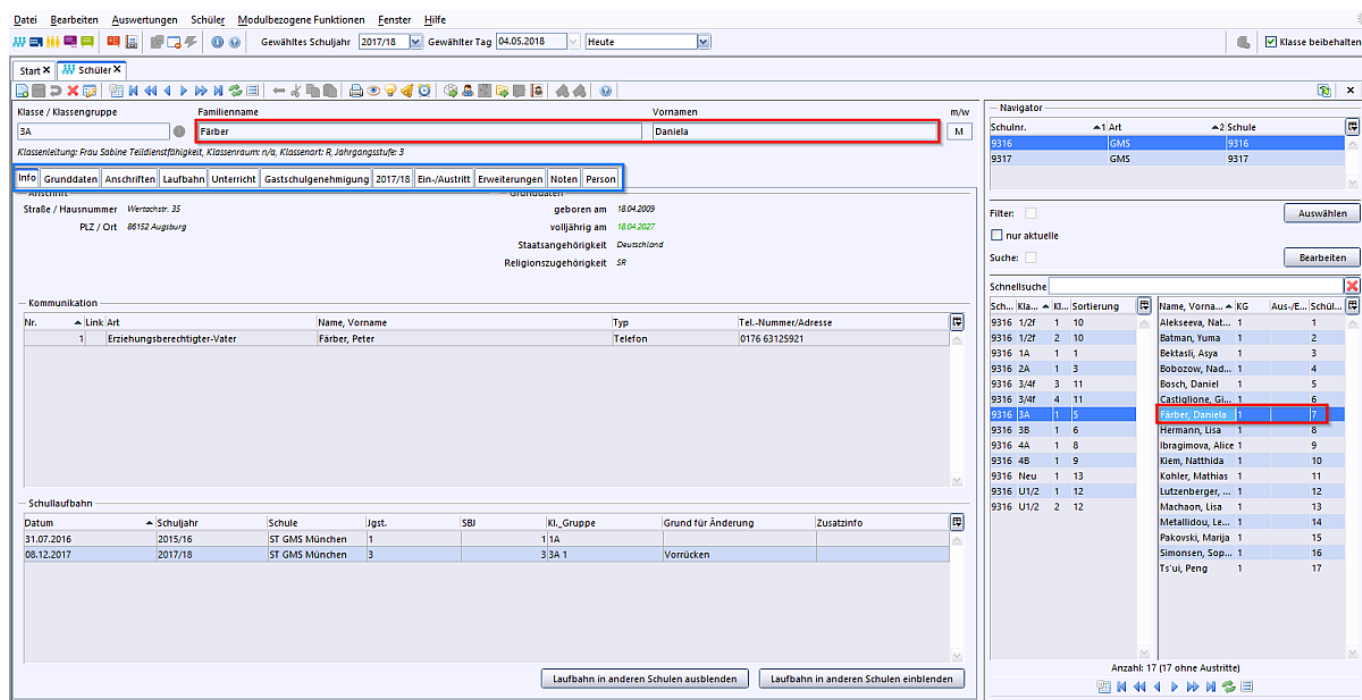 Datei Bearbeiten Auswertungen Schüler Modulbezogene Funktionen Fenster Hilfe
Gewähltes Schuljahr 2017/18 Gewählter Tag 04.05.2018 Heute Klasse beibehalten
Start Schüler
Klasse / Klassengruppe Familienname Vornamen m/w
3A Färber Daniela M
Klassenleitung: Frau Sabine Teildienstfähigkeit, Klassenraum: n/a, Klassenart: R, Jahrgangsstufe: 3
Info Grunddaten Anschriften Laufbahn Unterricht Gastschulgenehmigung 2017/18 Ein-/Austritt Erweiterungen Noten Person
Anschrift Grunddaten
Straße / Hausnummer Wertachstr. 35 geboren am 18.04.2009
PLZ / Ort 86152 Augsburg volljährig am 18.04.2027
Staatsangehörigkeit Deutschland
Religionszugehörigkeit SR
Kommunikation
Nr. Link Art Name, Vorname Typ Tel.-Nummer/Adresse
1 Erziehungsberechtigter-Vater Färber, Peter Telefon 0176 63125921
Schullaufbahn
Datum Schuljahr Schule Jgst. SBJ Kl._Gruppe Grund für Änderung Zusatzinfo
31.07.2016 2015/16 ST GMS München 1 1 1A
08.12.2017 2017/18 ST GMS München 3 3 3A 1 Vorrücken
Laufbahn in anderen Schulen ausblenden Laufbahn in anderen Schulen einblenden
Navigator
Schulnr. 1 Art 2 Schule
9316 GMS 9316
9317 GMS 9317
Filter: Auswählen
nur aktuelle
Suche: Bearbeiten
Schnellsuche
Sch... Kla... Kl... Sortierung
9316 1/2f 1 10
9316 1/2f 2 10
9316 1A 1 1
9316 2A 1 3
9316 3/4f 3 11
9316 3/4f 4 11
9316 3A 1 5
9316 3B 1 6
9316 4A 1 8
9316 4B 1 9
9316 Neu 1 13
9316 U1/2 1 12
9316 U1/2 2 12
Name, Vorna... KG Aus-/E... Schül...
Alekseeva, Nat... 1 1
Batman, Yuma 1 2
Bektasli, Asya 1 3
Bobozow, Nad... 1 4
Bosch, Daniel 1 5
Castiglione, Gi... 1 6
Färber, Daniela 1 7
Hermann, Lisa 1 8
Ibragimova, Alice 1 9
Kiem, Natthida 1 10
Kohler, Mathias 1 11
Lutzenberger, ... 1 12
Machaon, Lisa 1 13
Metallidou, Le... 1 14
Pakovski, Marija 1 15
Simonsen, Sop... 1 16
Ts'ui, Peng 1 17
Anzahl: 17 (17 ohne Austritte)